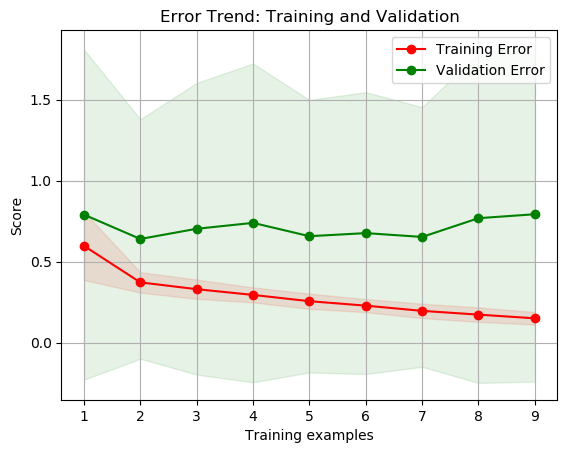 Error Trend: Training and Validation
Training Error
Validation Error
Score
1.5
1.0
0.5
0.0
1 2 3 4 5 6 7 8 9
Training examples